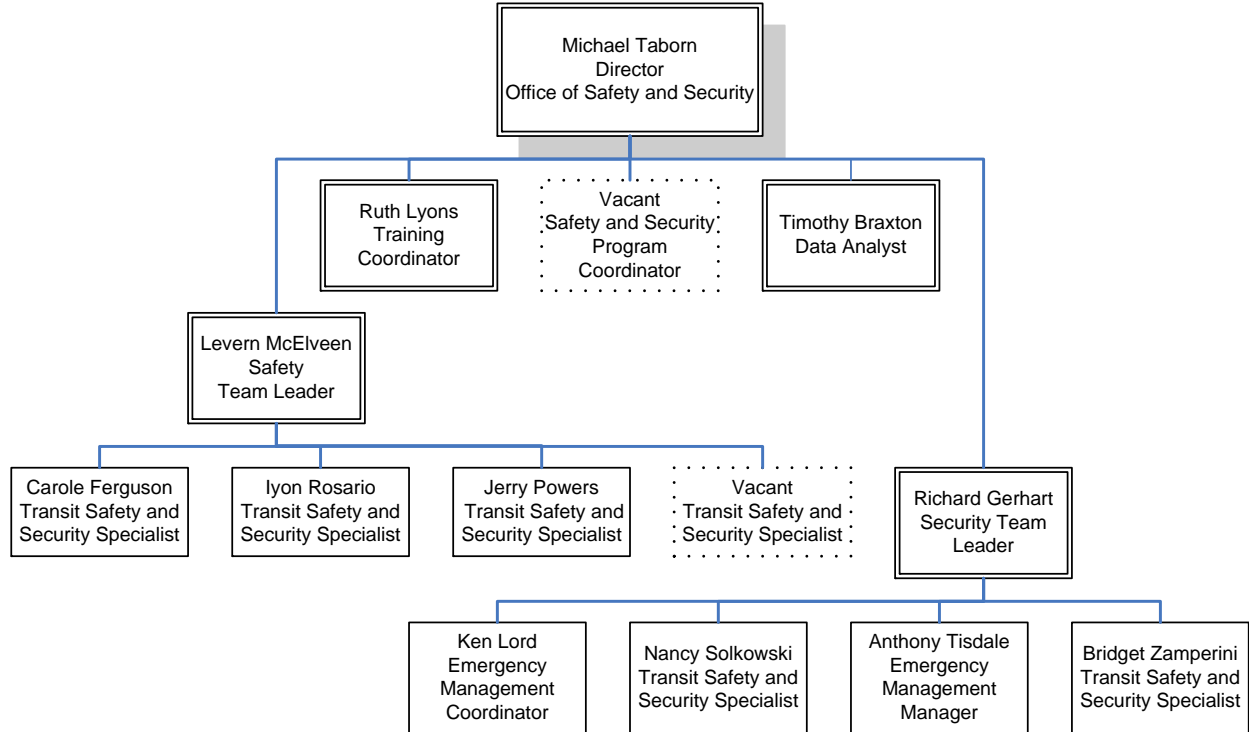 Michael Taborn
Director
Office of Safety and Security
Ruth Lyons
Training
Coordinator
Vacant
Safety and Security
Program
Coordinator
Timothy Braxton
Data Analyst
Levern McElveen
Safety
Team Leader
Carole Ferguson
Transit Safety and
Security Specialist
Iyon Rosario
Transit Safety and
Security Specialist
Jerry Powers
Transit Safety and
Security Specialist
Vacant
Transit Safety and
Security Specialist
Richard Gerhart
Security Team
Leader
Ken Lord
Emergency
Management
Coordinator
Nancy Solkowski
Transit Safety and
Security Specialist
Anthony Tisdale
Emergency
Management
Manager
Bridget Zamperini
Transit Safety and
Security Specialist